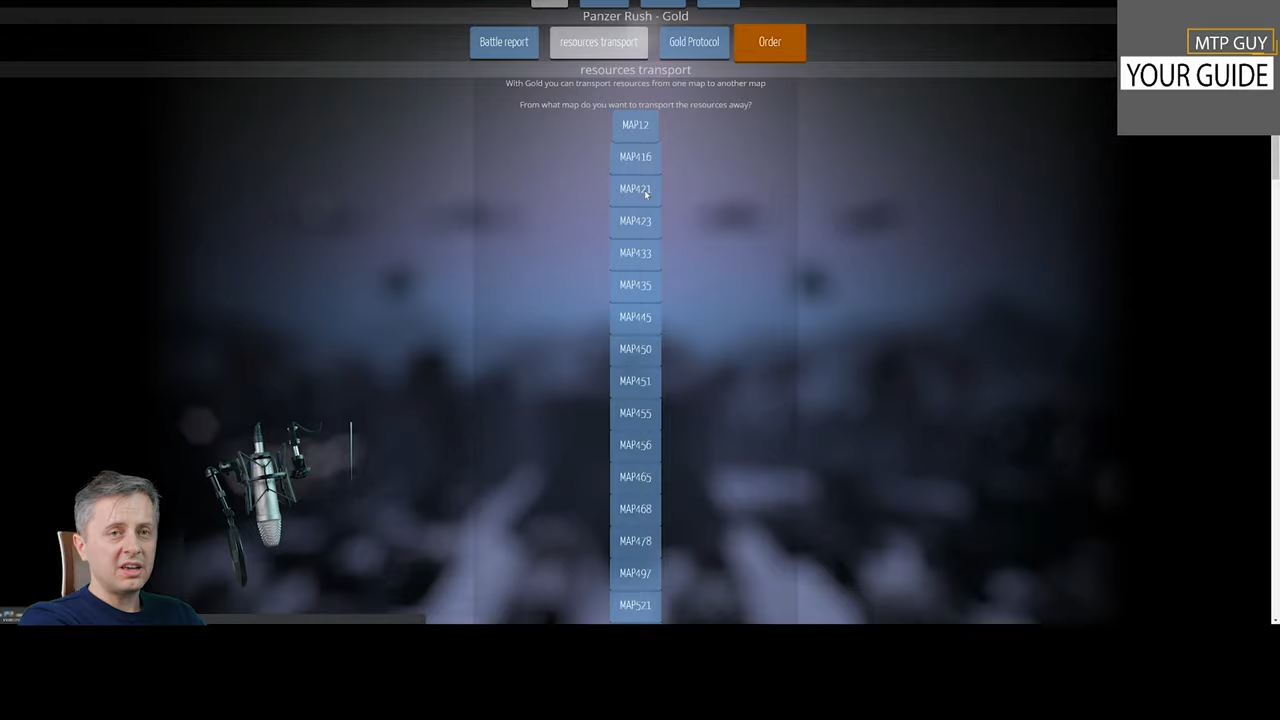 Panzer Rush - Gold
Battle report
resources transport
Gold Protocol
Order
MTP GUY
YOUR GUIDE
resources transport
With Gold you can transport resources from one map to another map
From what map do you want to transport the resources away?
MAP12
MAP416
MAP421
MAP423
MAP433
MAP435
MAP445
MAP450
MAP451
MAP455
MAP456
MAP465
MAP468
MAP478
MAP497
MAP521